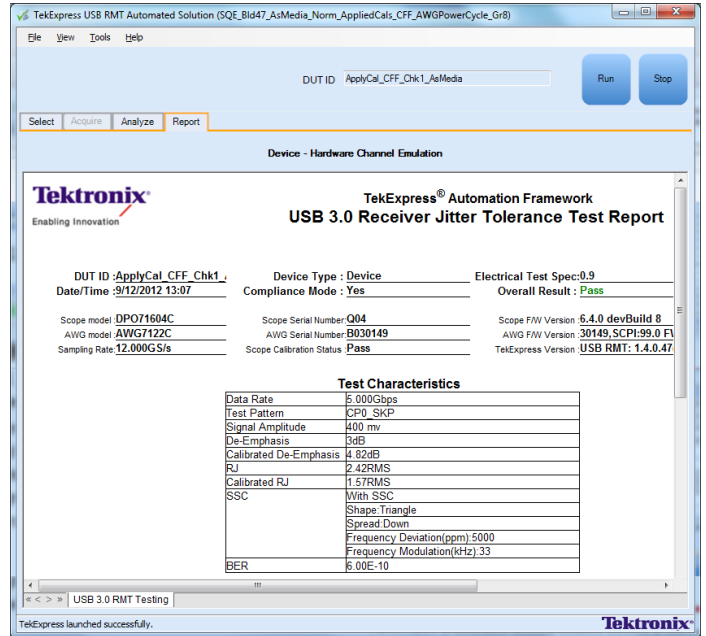 TekExpress USB RMT Automated Solution (SQE_Bld47_AsMedia_Norm_AppliedCals_CFF_AWGPowerCycle_Gr8)
File View Tools Help
DUT ID ApplyCal_CFF_Chk1_AsMedia Run Stop
Select Acquire Analyze Report
Device - Hardware Channel Emulation
Tektronix
Enabling Innovation
TekExpress® Automation Framework
USB 3.0 Receiver Jitter Tolerance Test Report
DUT ID :ApplyCal_CFF_Chk1_ Device Type : Device Electrical Test Spec:0.9
Date/Time :9/12/2012 13:07 Compliance Mode : Yes Overall Result : Pass
Scope model :DPO71604C Scope Serial Number:Q04 Scope F/W Version :6.4.0 devBuild 8
AWG model :AWG7122C AWG Serial Number:B030149 AWG F/W Version :30149,SCPI:99.0 FV
Sampling Rate:12.000GS/s Scope Calibration Status :Pass TekExpress Version :USB RMT: 1.4.0.47
Test Characteristics
Data Rate 5.000Gbps
Test Pattern CP0_SKP
Signal Amplitude 400 mv
De-Emphasis 3dB
Calibrated De-Emphasis 4.82dB
RJ 2.42RMS
Calibrated RJ 1.57RMS
SSC With SSC
Shape:Triangle
Spread:Down
Frequency Deviation(ppm):5000
Frequency Modulation(kHz):33
BER 6.00E-10
« < > » USB 3.0 RMT Testing
TekExpress launched successfully. Tektronix